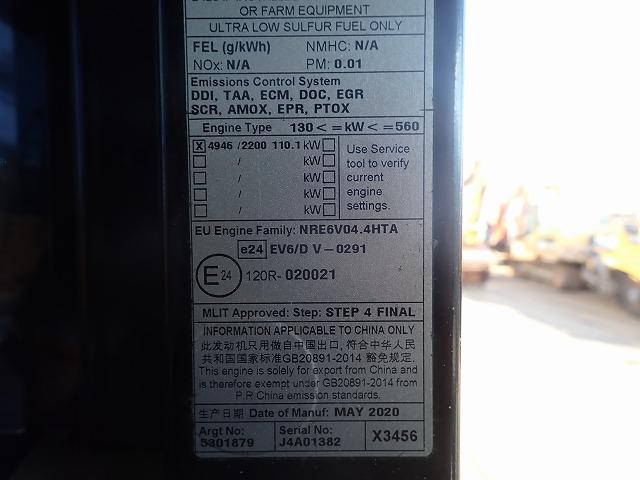 OR FARM EQUIPMENT
ULTRA LOW SULFUR FUEL ONLY
FEL (g/kWh) NMHC: N/A
NOx: N/A PM: 0.01
Emissions Control System
DDI, TAA, ECM, DOC, EGR
SCR, AMOX, EPR, PTOX
Engine Type 130 < =kW < =560
X 4946 /2200 110.1 kW
/ kW
/ kW
/ kW
/ kW
Use Service
tool to verify
current
engine
settings.
EU Engine Family: NRE6V04.4HTA
e24 EV6/D V-0291
E24 120R-020021
MLIT Approved: Step: STEP 4 FINAL
INFORMATION APPLICABLE TO CHINA ONLY
此发动机只用做自中国出口, 符合中华人民
共和国国家标准GB20891-2014 豁免规定.
This engine is solely for export from China and
is therefore exempt under GB20891-2014 from
P.R.China emission standards.
生产日期 Date of Manuf: MAY 2020
Argt No: Serial No:
5301879 J4A01382 X3456